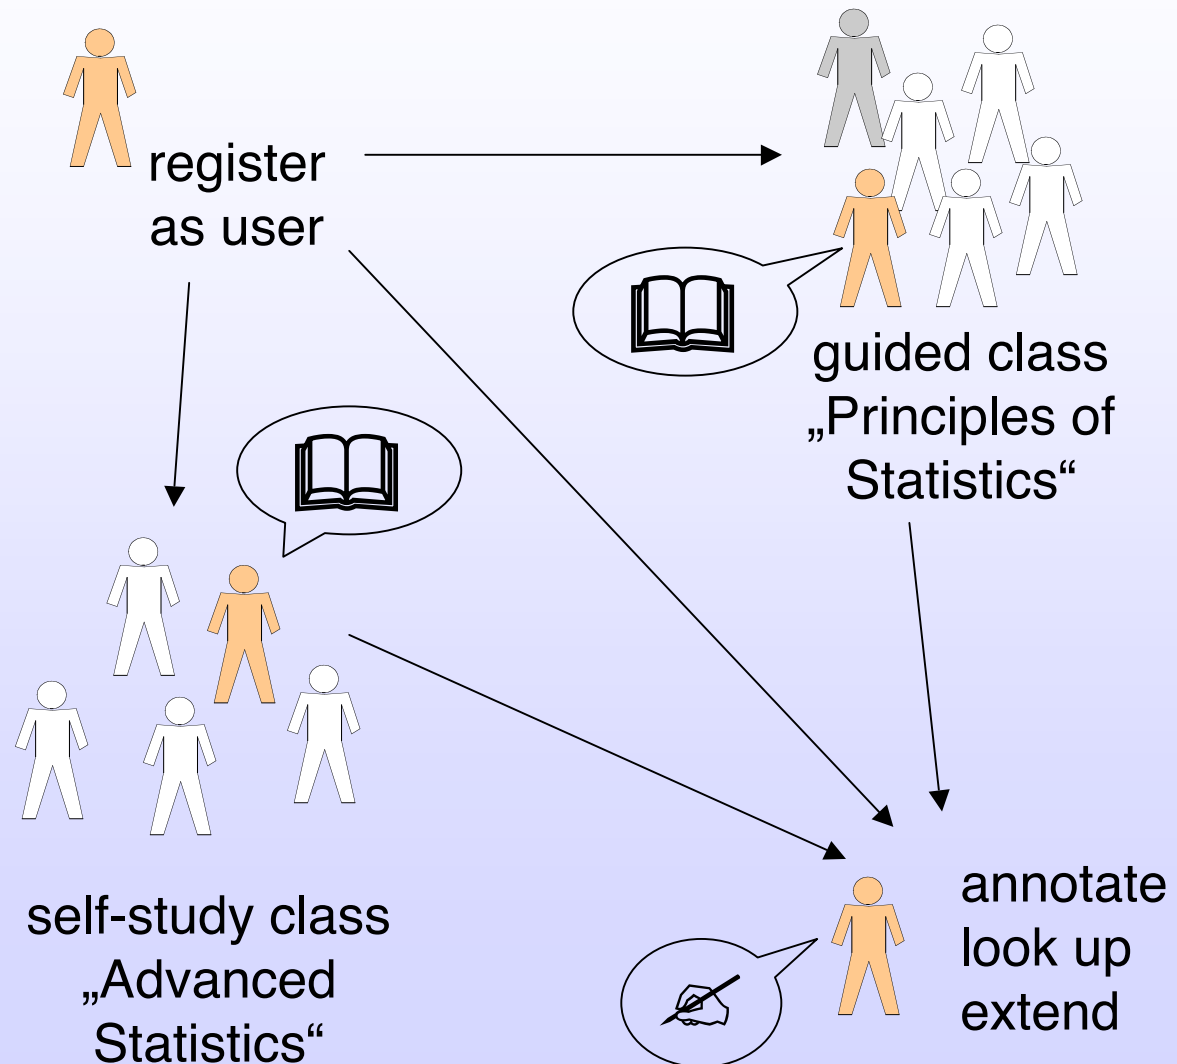 register
as user
guided class
„Principles of
Statistics“
self-study class
„Advanced
Statistics“
annotate
look up
extend